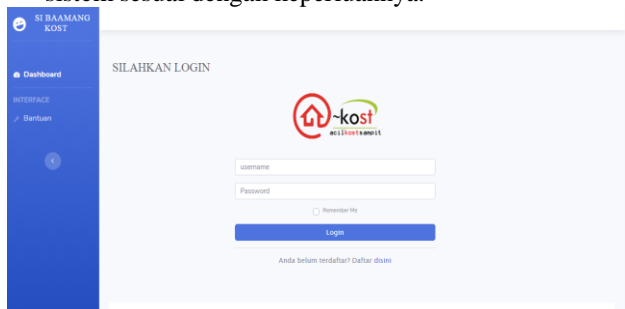 sistem sesuai dengan keperluannya.
SI BAAMANG
KOST
Dashboard
INTERFACE
Bantuan
SILAHKAN LOGIN
~kost
acilkostsampit
username
Password
Remember Me
Login
Anda belum terdaftar? Daftar disini